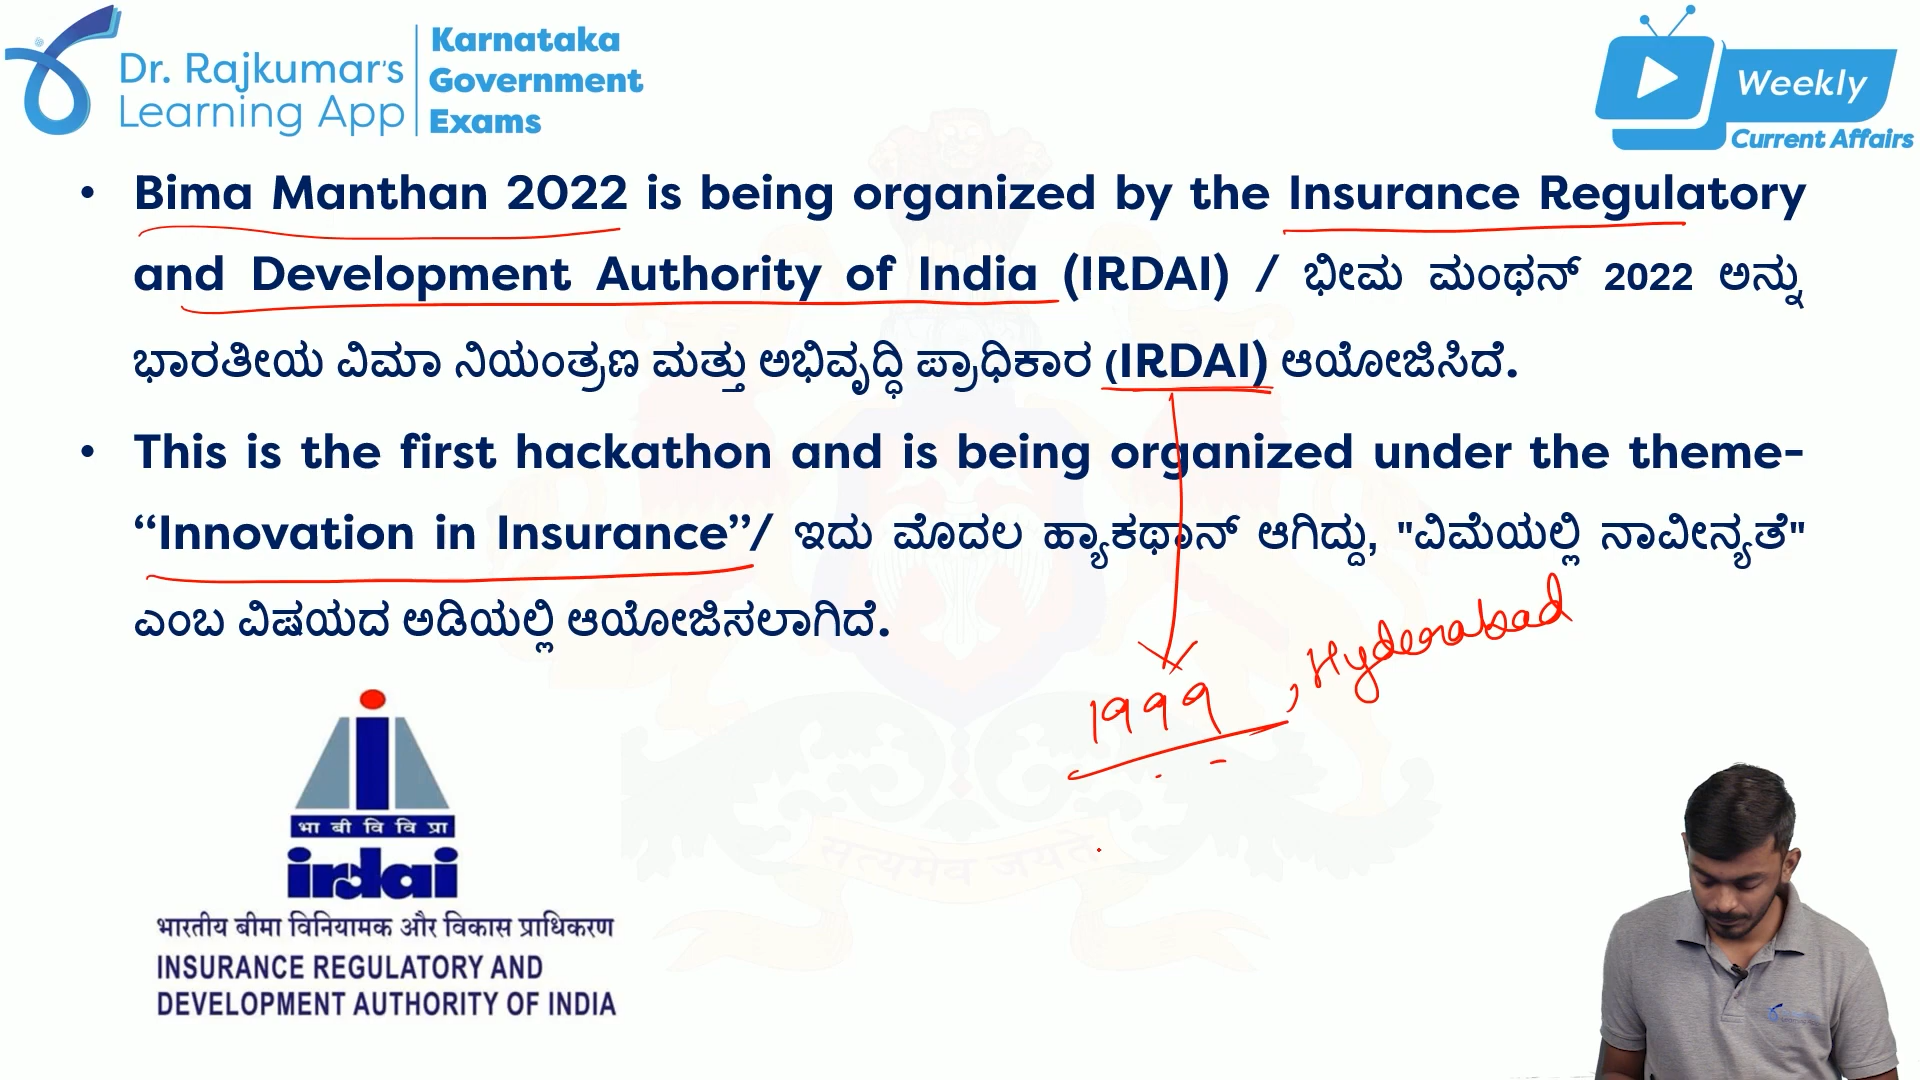 Dr. Rajkumar's
Learning App
Karnataka
Government
Exams
Weekly
Current Affairs
• Bima Manthan 2022 is being organized by the Insurance Regulatory
and Development Authority of India (IRDAI) / ಭೀಮ ಮಂಥನ್ 2022 ಅನ್ನು
ಭಾರತೀಯ ವಿಮಾ ನಿಯಂತ್ರಣ ಮತ್ತು ಅಭಿವೃದ್ಧಿ ಪ್ರಾಧಿಕಾರ (IRDAI) ಆಯೋಜಿಸಿದೆ.
• This is the first hackathon and is being organized under the theme-
“Innovation in Insurance”/ ಇದು ಮೊದಲ ಹ್ಯಾಕಥಾನ್ ಆಗಿದ್ದು, "ವಿಮೆಯಲ್ಲಿ ನಾವೀನ್ಯತೆ"
ಎಂಬ ವಿಷಯದ ಅಡಿಯಲ್ಲಿ ಆಯೋಜಿಸಲಾಗಿದೆ.
1999, Hyderabad
भा बी वि वि प्रा
irdai
भारतीय बीमा विनियामक और विकास प्राधिकरण
INSURANCE REGULATORY AND
DEVELOPMENT AUTHORITY OF INDIA
सत्यमेव जयते